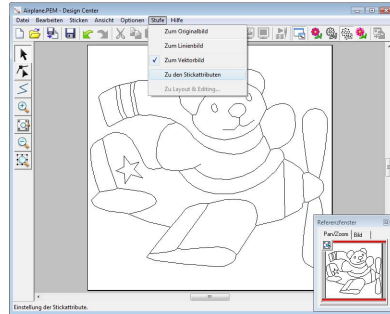 Airplane.PEM - Design Center
Datei Bearbeiten Sticken Ansicht Optionen Stufe Hilfe
Zum Originalbild
Zum Linienbild
Zum Vektorbild
Zu den Stickattributen
Zu Layout & Editing...
Referenzfenster
Pan/Zoom Bild
Einstellung der Stickattribute.